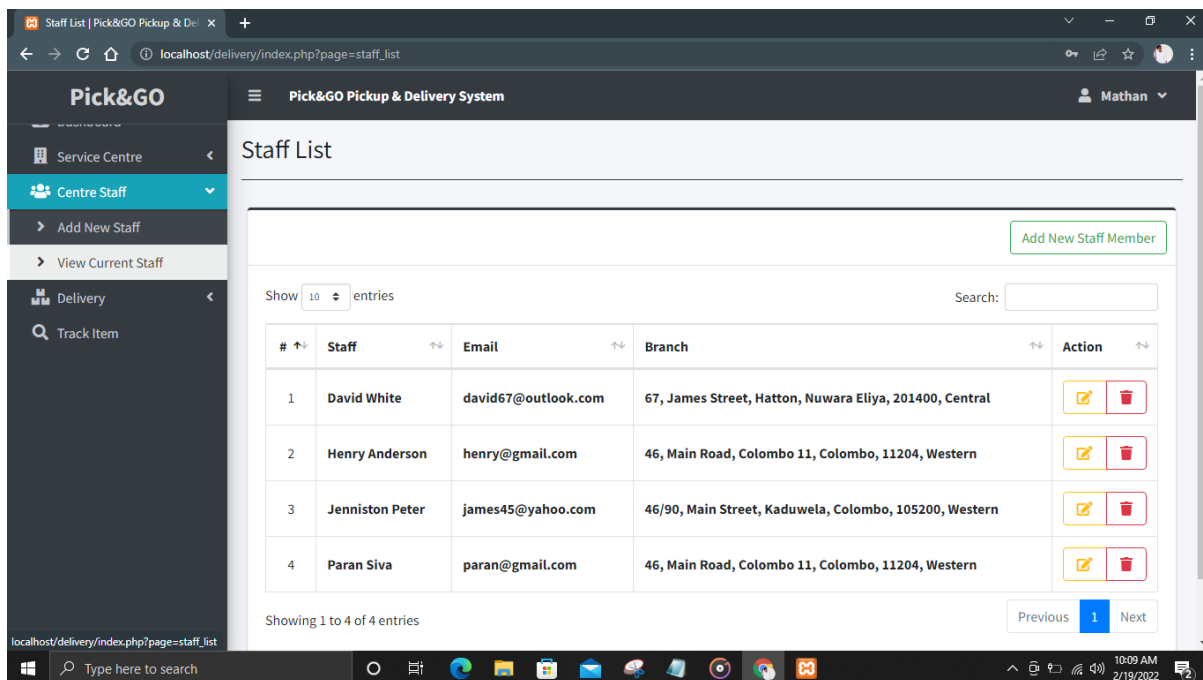 Staff List | Pick&GO Pickup & Del
localhost/delivery/index.php?page=staff_list
Pick&GO
Pick&GO Pickup & Delivery System
Mathan
Dashboard
Service Centre
Centre Staff
Add New Staff
View Current Staff
Delivery
Track Item
Staff List
Add New Staff Member
Show 10 entries
Search:
# Staff Email Branch Action
1 David White david67@outlook.com 67, James Street, Hatton, Nuwara Eliya, 201400, Central
2 Henry Anderson henry@gmail.com 46, Main Road, Colombo 11, Colombo, 11204, Western
3 Jenniston Peter james45@yahoo.com 46/90, Main Street, Kaduwela, Colombo, 105200, Western
4 Paran Siva paran@gmail.com 46, Main Road, Colombo 11, Colombo, 11204, Western
Showing 1 to 4 of 4 entries
Previous 1 Next
localhost/delivery/index.php?page=staff_list
Type here to search
10:09 AM
2/19/2022
2